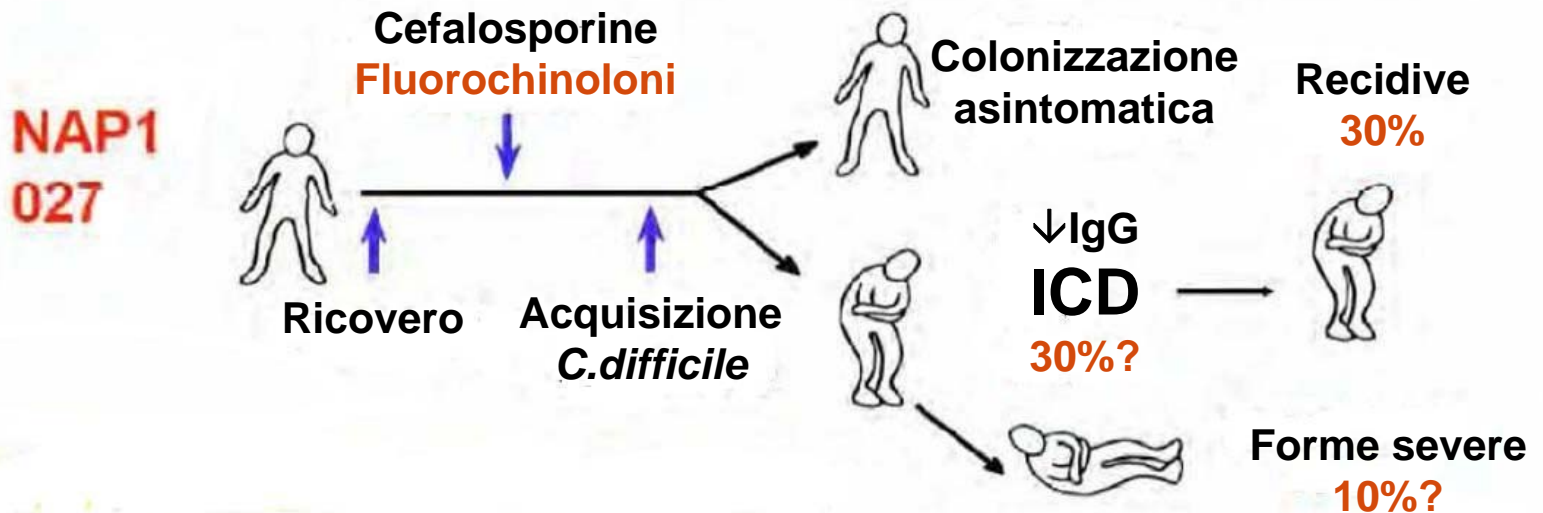 NAP1
027
Cefalosporine
Fluorochinoloni
Ricovero
Acquisizione
C.difficile
Colonizzazione
asintomatica
↓IgG
ICD
30%?
Recidive
30%
Forme severe
10%?